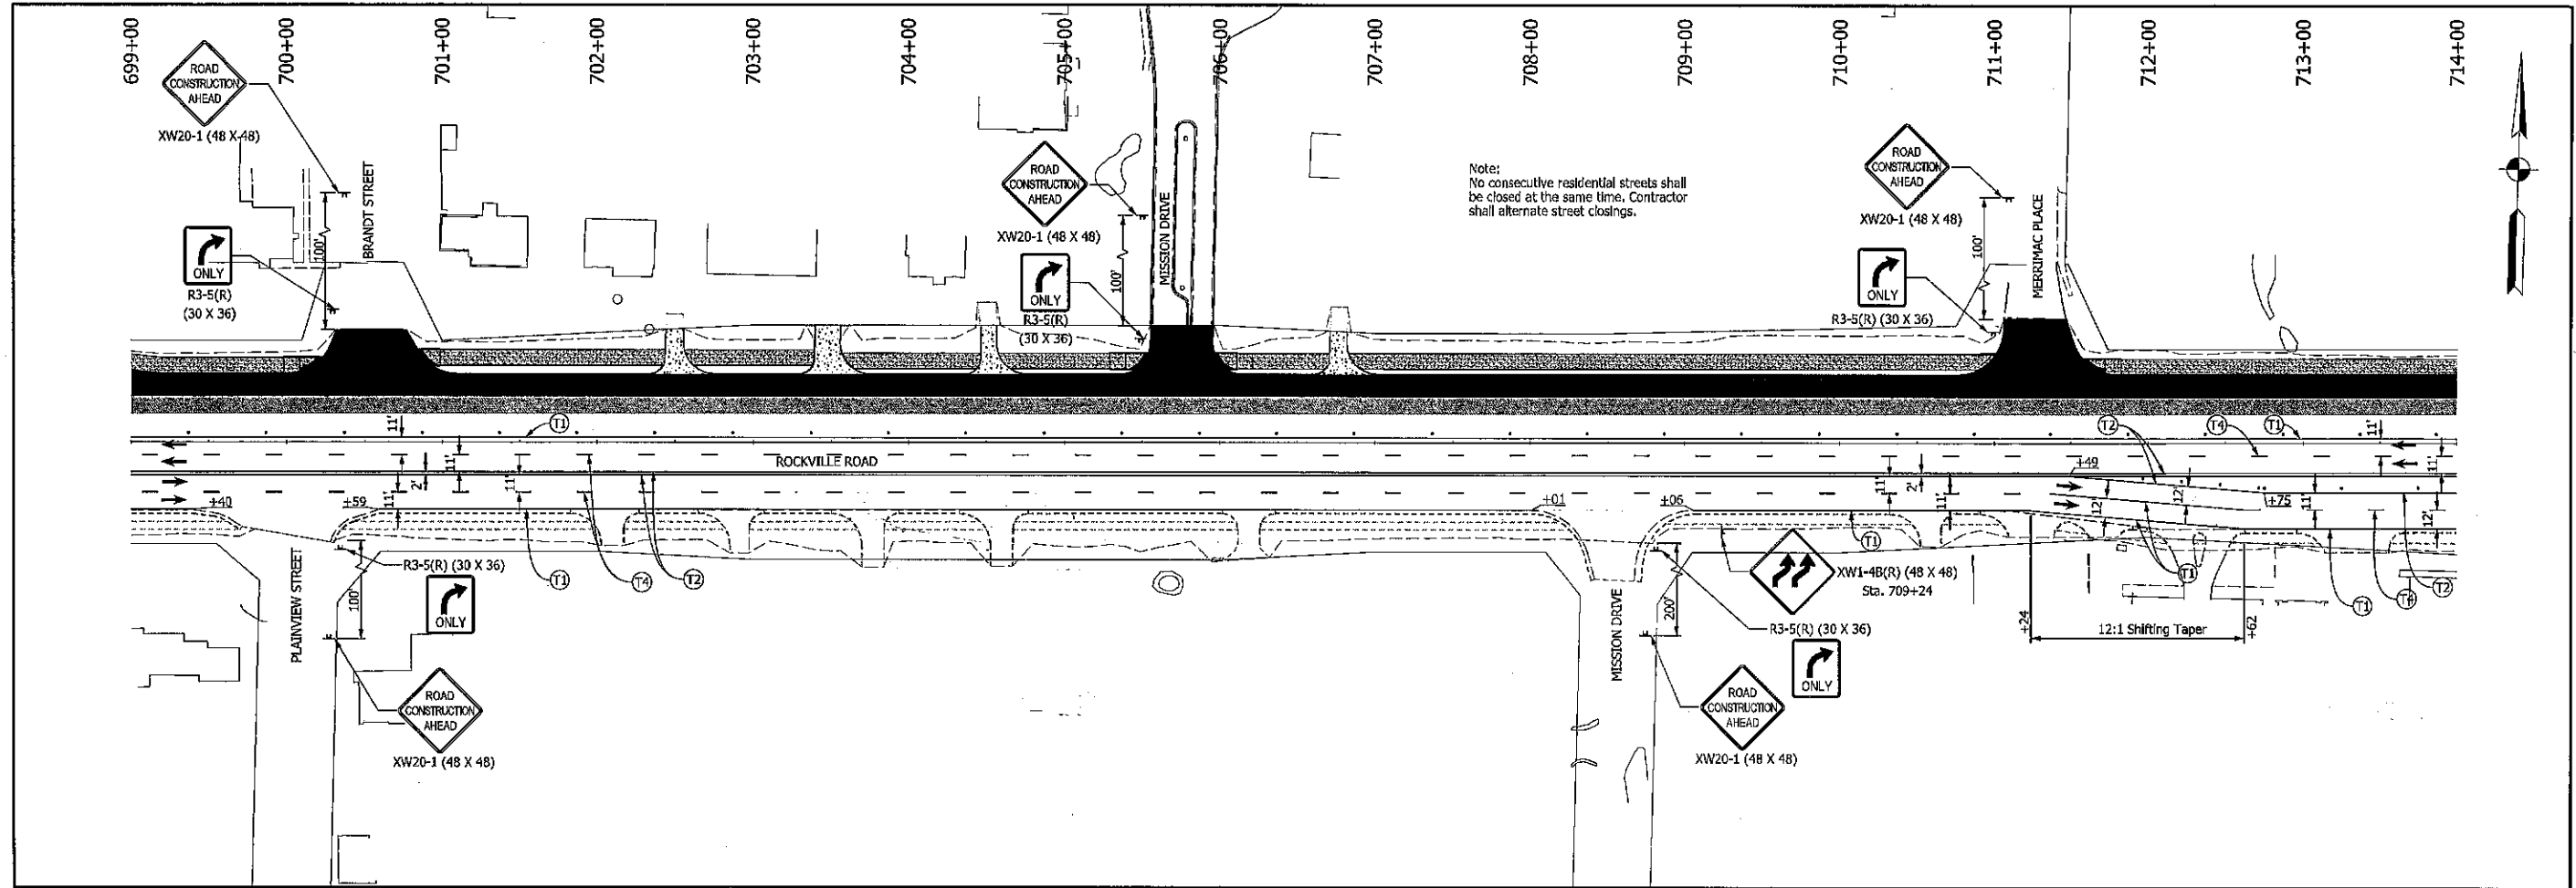 699+00
700+00
701+00
702+00
703+00
704+00
705+00
706+00
707+00
708+00
709+00
710+00
711+00
712+00
713+00
714+00
ROAD
CONSTRUCTION
AHEAD
XW20-1 (48 X 48)
BRANDT STREET
100'
ONLY
R3-5(R)
(30 X 36)
ROAD
CONSTRUCTION
AHEAD
XW20-1 (48 X 48)
MISSION DRIVE
100'
ONLY
R3-5(R)
(30 X 36)
Note:
No consecutive residential streets shall
be closed at the same time. Contractor
shall alternate street closings.
ROAD
CONSTRUCTION
AHEAD
XW20-1 (48 X 48)
MERRIMAC PLACE
100'
ONLY
R3-5(R) (30 X 36)
11'
T1
T2
T4
T1
11'
11'
ROCKVILLE ROAD
11'
2'
11'
11'
11'
2'
11'
+49
12'
12'
+75
11'
12'
+40
+59
+01
+06
PLAINVIEW STREET
R3-5(R) (30 X 36)
100'
ONLY
T1
T4
T2
MISSION DRIVE
200'
XW1-4B(R) (48 X 48)
Sta. 709+24
T1
T1
T1
T4
T2
R3-5(R) (30 X 36)
ONLY
+24
12:1 Shifting Taper
+62
ROAD
CONSTRUCTION
AHEAD
XW20-1 (48 X 48)
ROAD
CONSTRUCTION
AHEAD
XW20-1 (48 X 48)